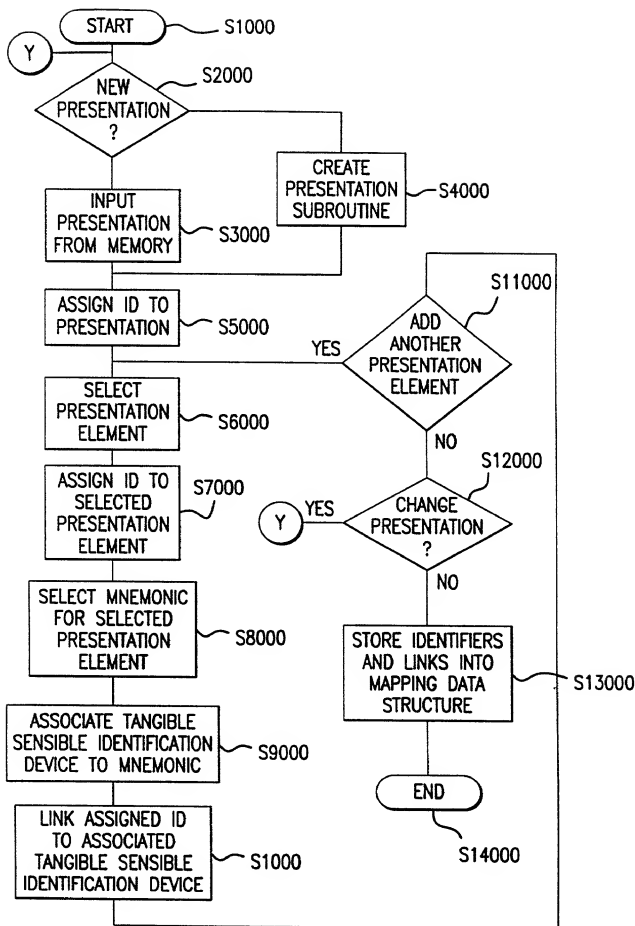 START
S1000
Y
S2000
NEW
PRESENTATION
?
CREATE
PRESENTATION
SUBROUTINE
S4000
INPUT
PRESENTATION
FROM MEMORY
S3000
ASSIGN ID TO
PRESENTATION
S5000
SELECT
PRESENTATION
ELEMENT
S6000
ASSIGN ID TO
SELECTED
PRESENTATION
ELEMENT
S7000
SELECT MNEMONIC
FOR SELECTED
PRESENTATION
ELEMENT
S8000
ASSOCIATE TANGIBLE
SENSIBLE IDENTIFICATION
DEVICE TO MNEMONIC
S9000
LINK ASSIGNED ID
TO ASSOCIATED
TANGIBLE SENSIBLE
IDENTIFICATION DEVICE
S1000
S11000
ADD
ANOTHER
PRESENTATION
ELEMENT
YES
NO
S12000
CHANGE
PRESENTATION
?
YES
Y
NO
STORE IDENTIFIERS
AND LINKS INTO
MAPPING DATA
STRUCTURE
S13000
END
S14000